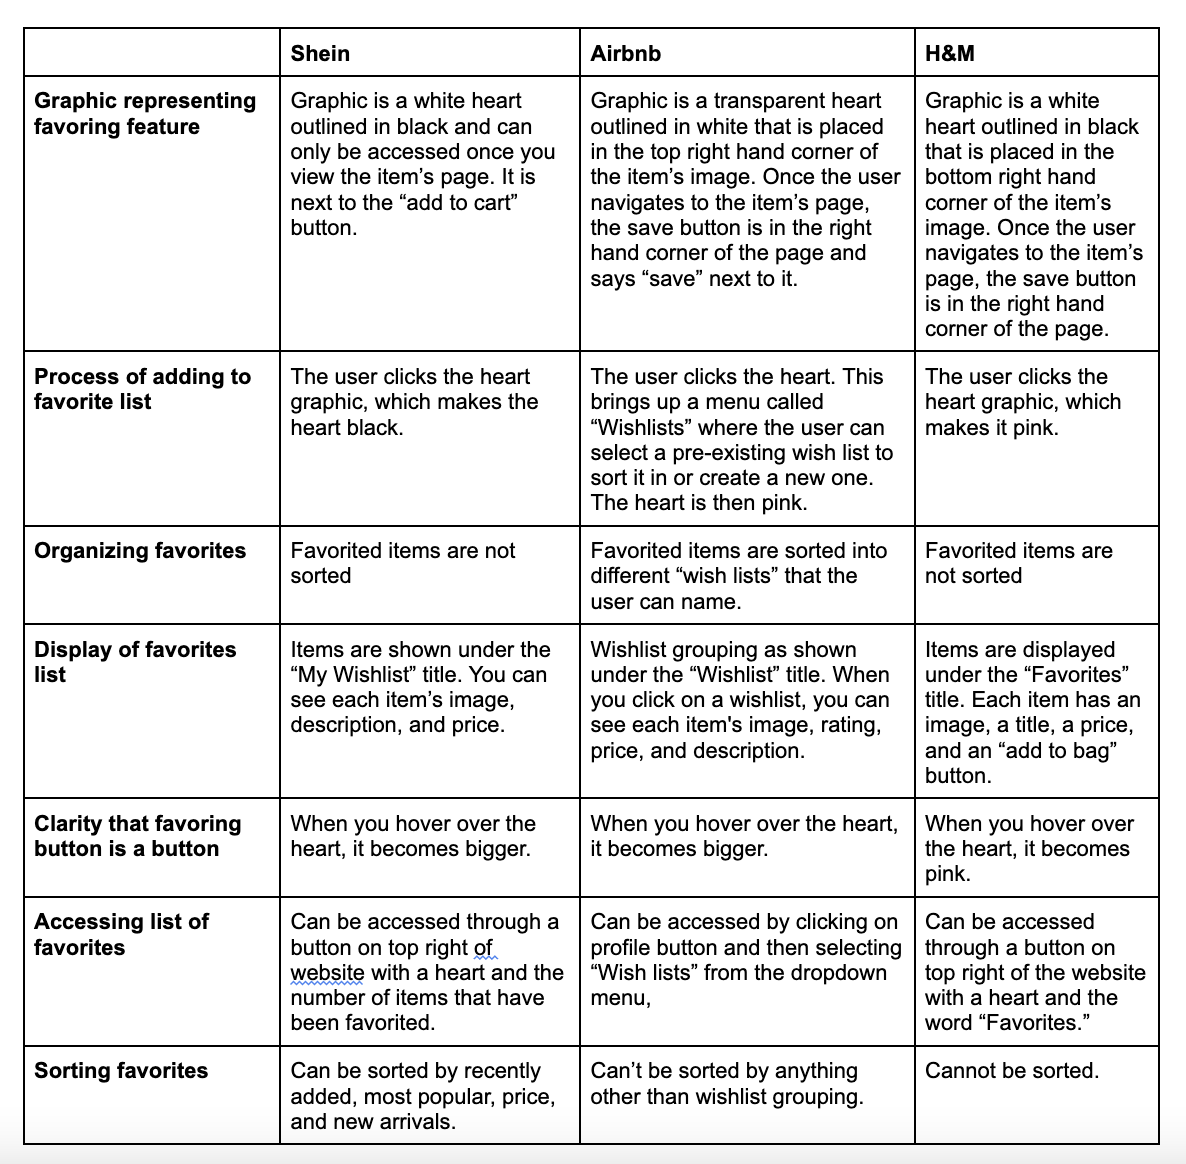 Shein
Airbnb
H&M
Graphic representing
favoring feature
Graphic is a white heart
outlined in black and can
only be accessed once you
view the item’s page. It is
next to the “add to cart”
button.
Graphic is a transparent heart
outlined in white that is placed
in the top right hand corner of
the item’s image. Once the user
navigates to the item’s page,
the save button is in the right
hand corner of the page and
says “save” next to it.
Graphic is a white
heart outlined in black
that is placed in the
bottom right hand
corner of the item’s
image. Once the user
navigates to the item’s
page, the save button
is in the right hand
corner of the page.
Process of adding to
favorite list
The user clicks the heart
graphic, which makes the
heart black.
The user clicks the heart. This
brings up a menu called
“Wishlists” where the user can
select a pre-existing wish list to
sort it in or create a new one.
The heart is then pink.
The user clicks the
heart graphic, which
makes it pink.
Organizing favorites
Favorited items are not
sorted
Favorited items are sorted into
different “wish lists” that the
user can name.
Favorited items are
not sorted
Display of favorites
list
Items are shown under the
“My Wishlist” title. You can
see each item’s image,
description, and price.
Wishlist grouping as shown
under the “Wishlist” title. When
you click on a wishlist, you can
see each item's image, rating,
price, and description.
Items are displayed
under the “Favorites”
title. Each item has an
image, a title, a price,
and an “add to bag”
button.
Clarity that favoring
button is a button
When you hover over the
heart, it becomes bigger.
When you hover over the heart,
it becomes bigger.
When you hover over
the heart, it becomes
pink.
Accessing list of
favorites
Can be accessed through a
button on top right of
website with a heart and the
number of items that have
been favorited.
Can be accessed by clicking on
profile button and then selecting
“Wish lists” from the dropdown
menu,
Can be accessed
through a button on
top right of the website
with a heart and the
word “Favorites.”
Sorting favorites
Can be sorted by recently
added, most popular, price,
and new arrivals.
Can’t be sorted by anything
other than wishlist grouping.
Cannot be sorted.